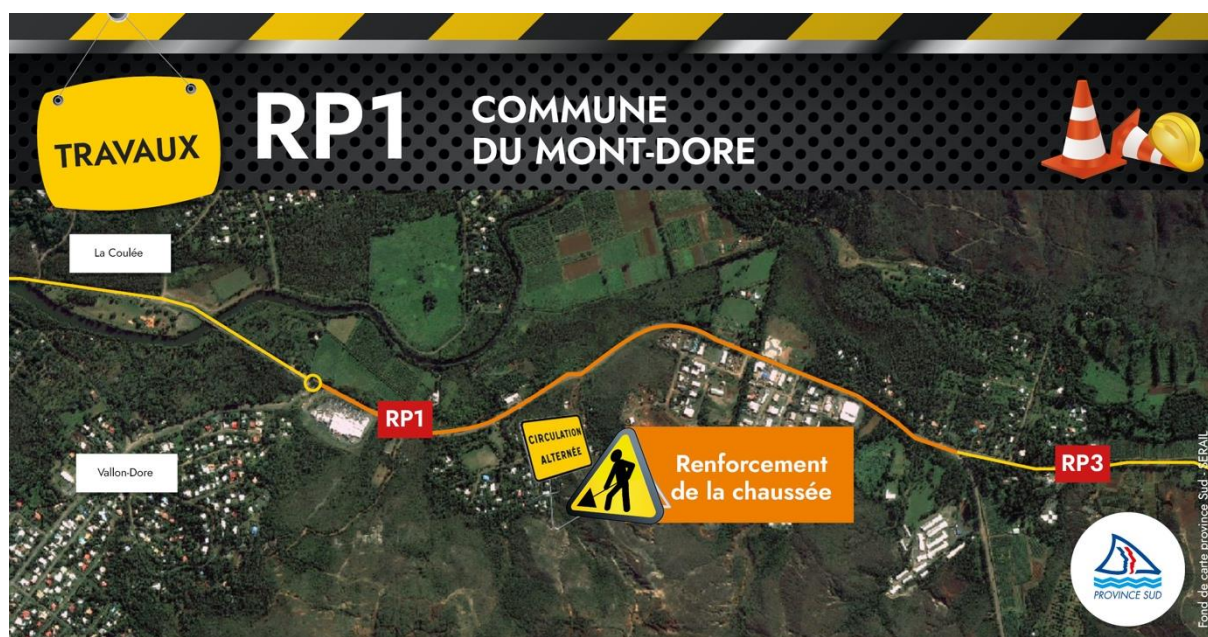 TRAVAUX
RP1
COMMUNE
DU MONT-DORE
La Coulée
RP1
CIRCULATION
ALTERNÉE
Renforcement
de la chaussée
RP3
Vallon-Dore
PROVINCE SUD
Fond de carte province Sud - SERAIL